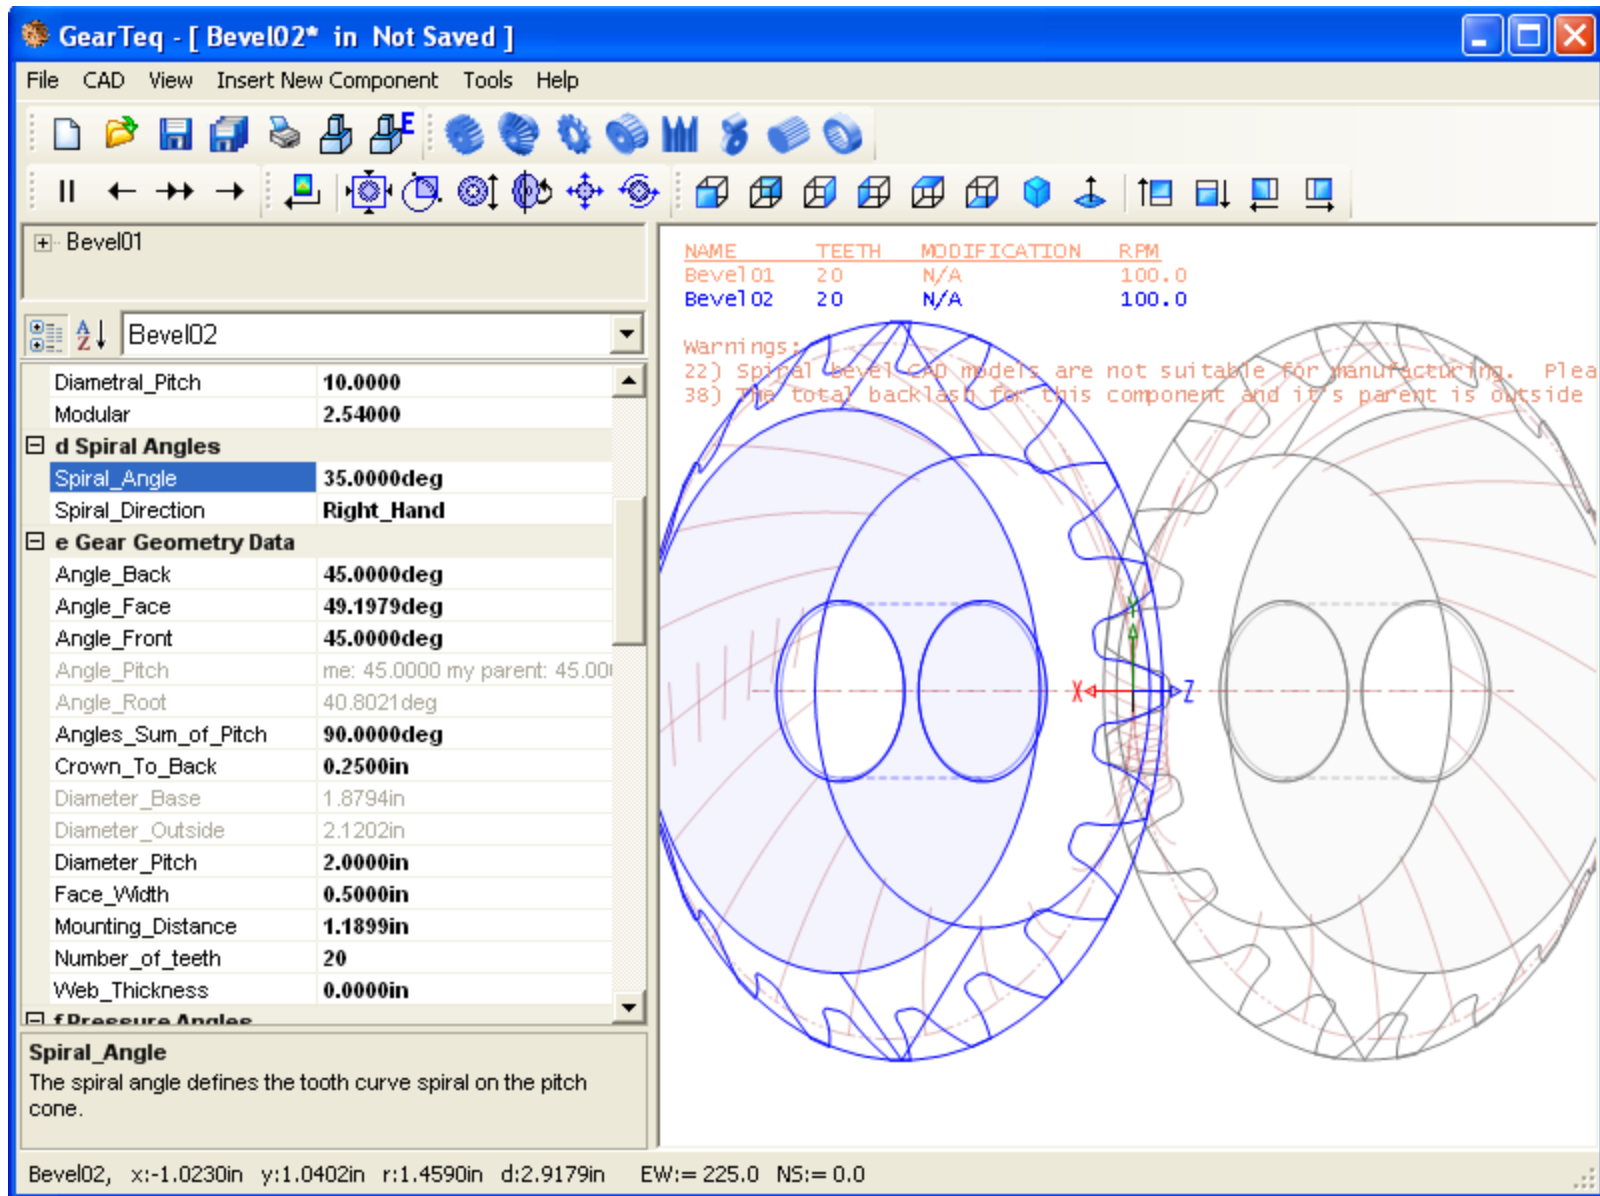 GearTeq - [ Bevel02*  in  Not Saved ]
File CAD View Insert New Component Tools Help
E
Bevel01
Bevel02
Diametral_Pitch 10.0000
Modular 2.54000
d Spiral Angles
Spiral_Angle 35.0000deg
Spiral_Direction Right_Hand
e Gear Geometry Data
Angle_Back 45.0000deg
Angle_Face 49.1979deg
Angle_Front 45.0000deg
Angle_Pitch me: 45.0000 my parent: 45.00
Angle_Root 40.8021deg
Angles_Sum_of_Pitch 90.0000deg
Crown_To_Back 0.2500in
Diameter_Base 1.8794in
Diameter_Outside 2.1202in
Diameter_Pitch 2.0000in
Face_Width 0.5000in
Mounting_Distance 1.1899in
Number_of_teeth 20
Web_Thickness 0.0000in
f Pressure Angles
Spiral_Angle
The spiral angle defines the tooth curve spiral on the pitch
cone.
NAME TEETH MODIFICATION RPM
Bevel01 20 N/A 100.0
Bevel02 20 N/A 100.0
Warnings:
22) Spiral bevel CAD models are not suitable for manufacturing.  Plea
38) The total backlash for this component and it's parent is outside
Y
X Z
Bevel02,  x:-1.0230in  y:1.0402in  r:1.4590in  d:2.9179in  EW:= 225.0  NS:= 0.0